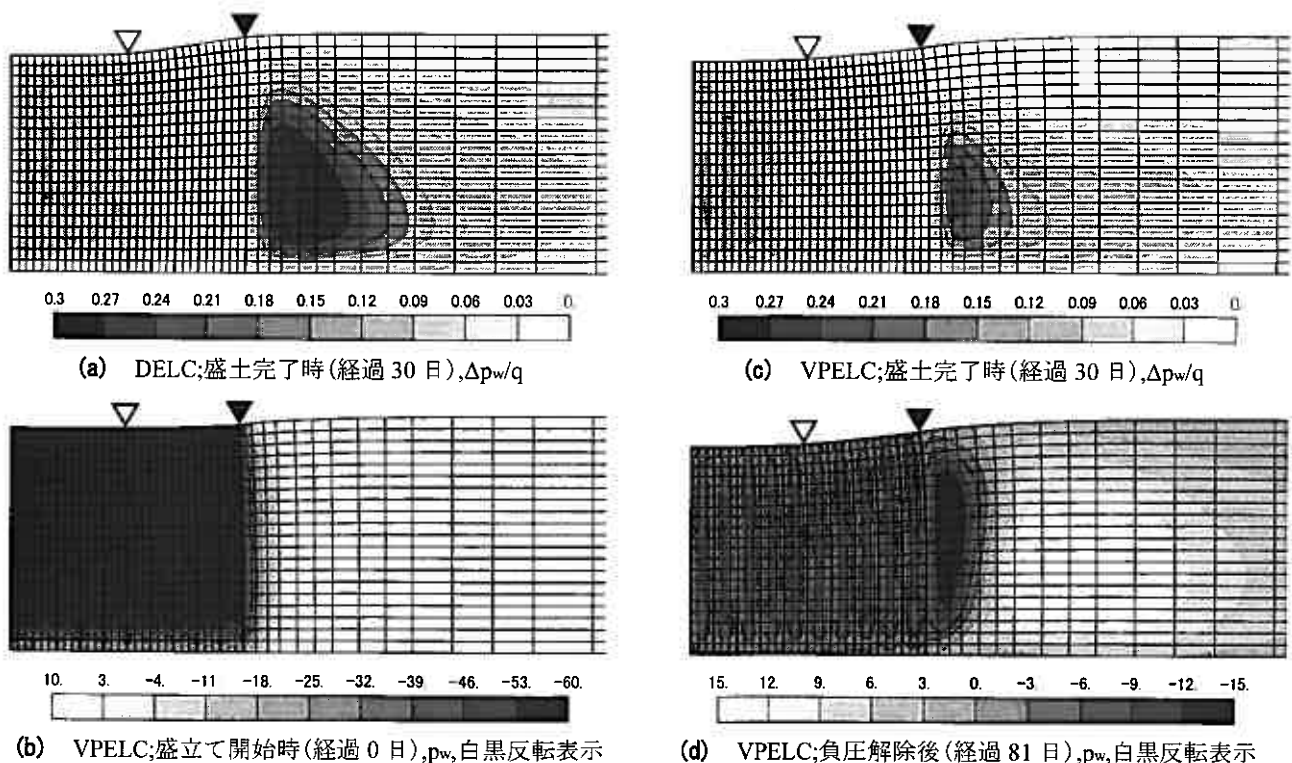 0.3 0.27 0.24 0.21 0.18 0.15 0.12 0.09 0.06 0.03 0.
(a) DELC;盛土完了時(経過 30 日),Δpw/q
0.3 0.27 0.24 0.21 0.18 0.15 0.12 0.09 0.06 0.03 0.
(c) VPELC;盛土完了時(経過 30 日),Δpw/q
10. 3. -4. -11. -18. -25. -32. -39. -46. -53. -60.
(b) VPELC;盛立て開始時(経過 0 日),pw,白黒反転表示
15. 12. 9. 6. 3. 0. -3. -6. -9. -12. -15.
(d) VPELC;負圧解除後(経過 81 日),pw,白黒反転表示